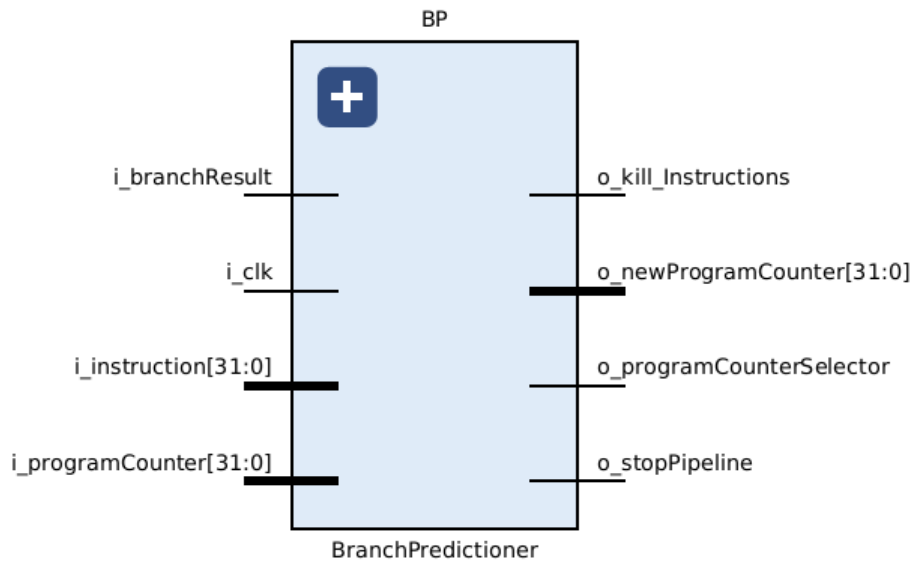 BP
i_branchResult
o_kill_Instructions
i_clk
o_newProgramCounter[31:0]
i_instruction[31:0]
o_programCounterSelector
i_programCounter[31:0]
o_stopPipeline
BranchPredictioner